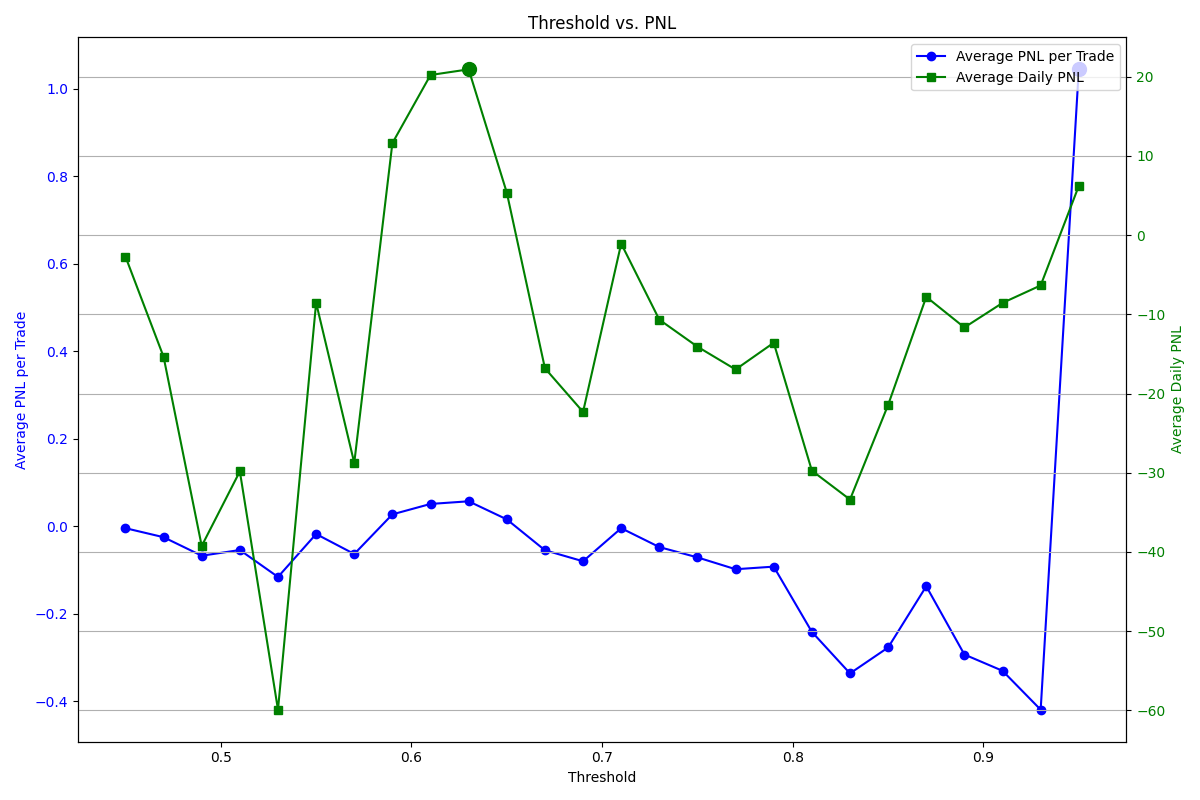 Threshold vs. PNL
Average PNL per Trade
Average Daily PNL
1.0
0.8
0.6
0.4
0.2
0.0
−0.2
−0.4
Average PNL per Trade
20
10
0
−10
−20
−30
−40
−50
−60
Average Daily PNL
0.5 0.6 0.7 0.8 0.9
Threshold